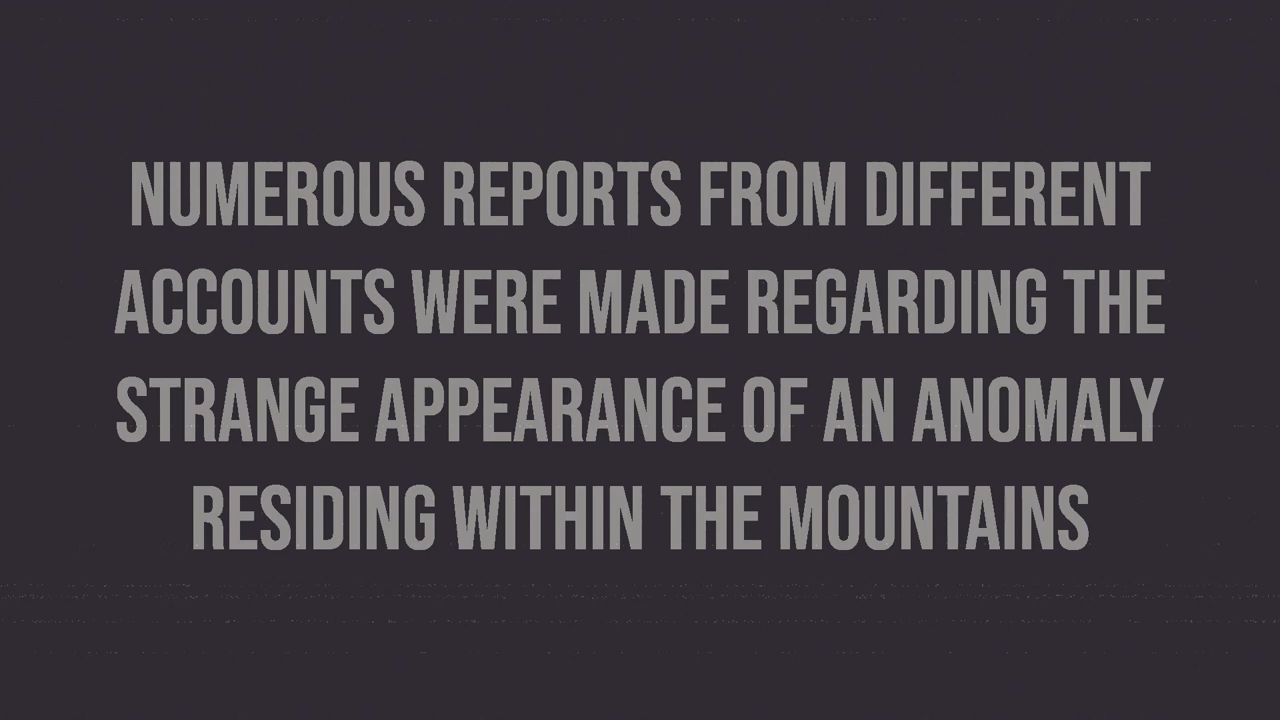 NUMEROUS REPORTS FROM DIFFERENT
ACCOUNTS WERE MADE REGARDING THE
STRANGE APPEARANCE OF AN ANOMALY
RESIDING WITHIN THE MOUNTAINS